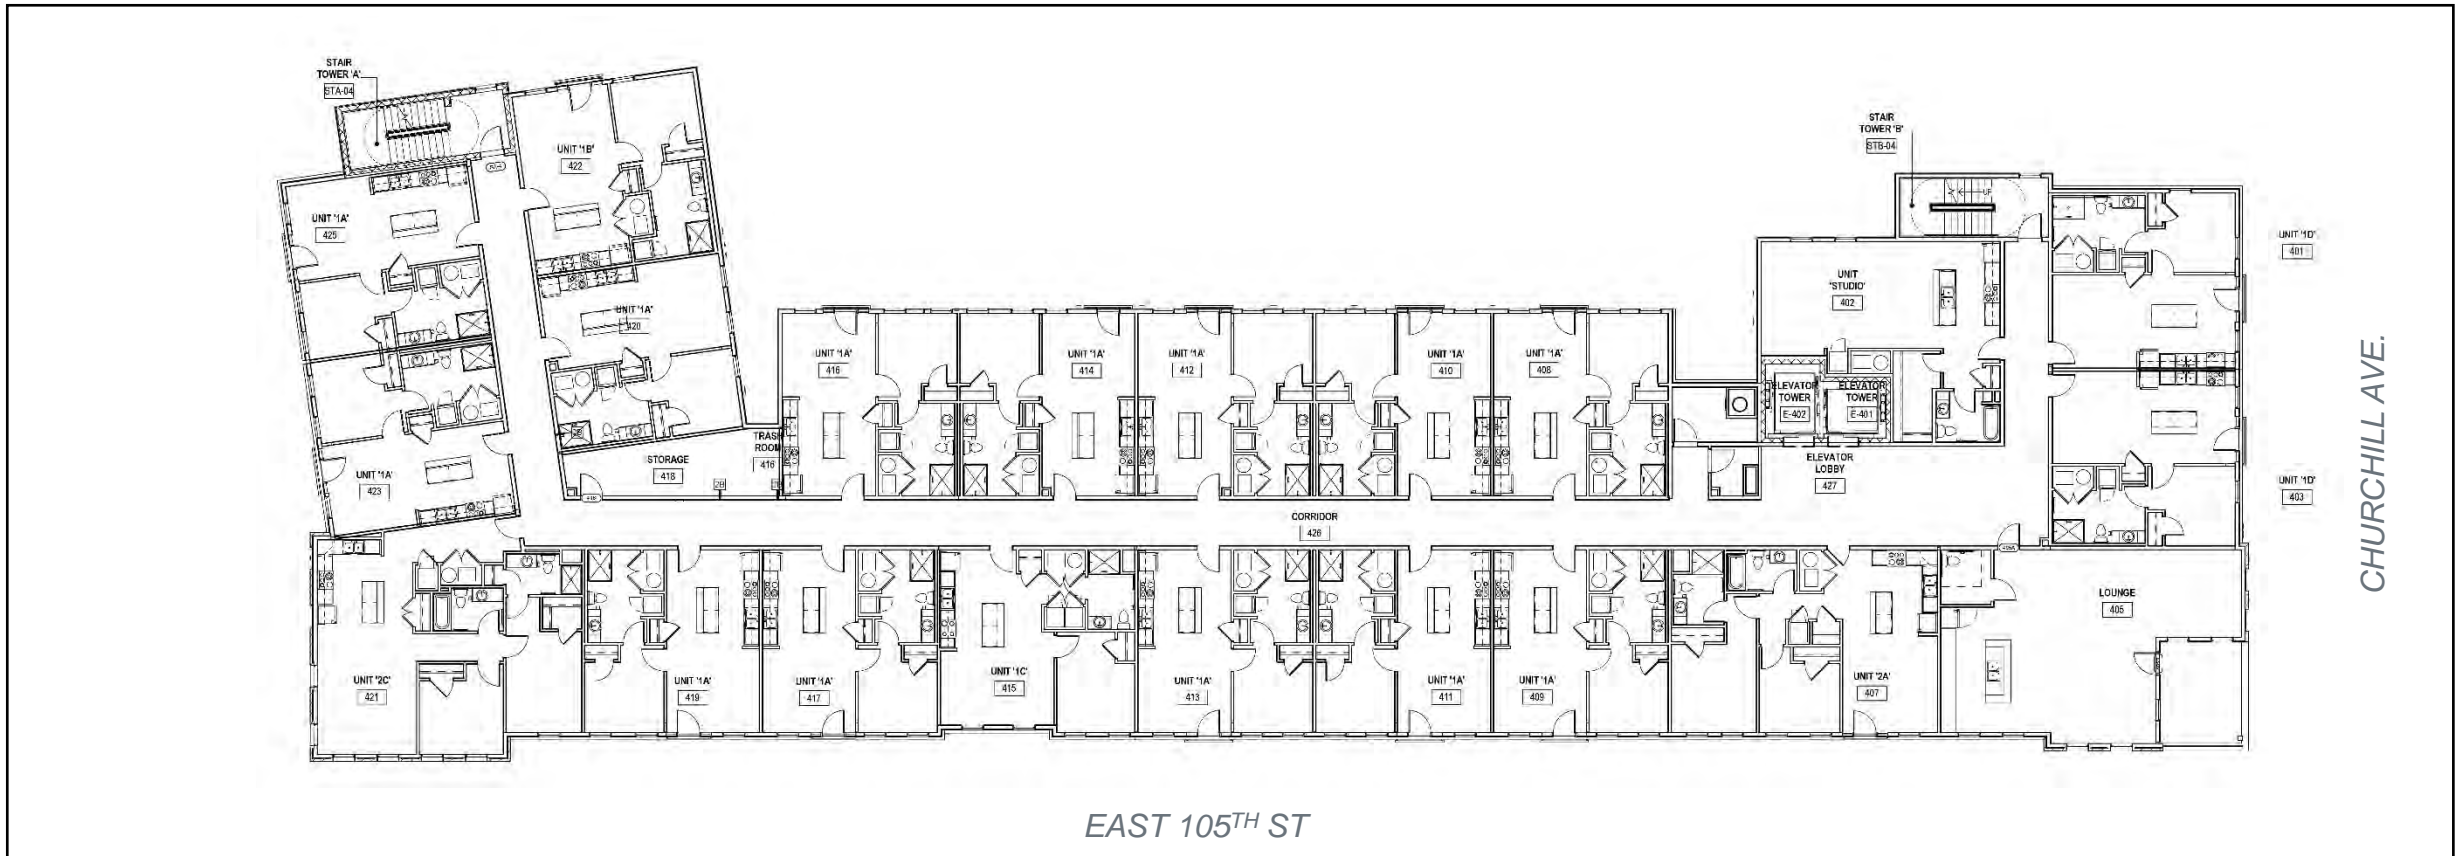 STAIR
TOWER 'A'
STA-04
UNIT '1B'
422
UNIT '1A'
425
UNIT '1A'
420
UNIT '1A'
423
STORAGE
418
TRASH
ROOM
416
UNIT '1A'
416
UNIT '1A'
414
UNIT '1A'
412
UNIT '1A'
410
UNIT '1A'
408
STAIR
TOWER 'B'
STB-04
UP
UNIT
'STUDIO'
402
UNIT '1D'
401
ELEVATOR
TOWER
E-402
ELEVATOR
TOWER
E-401
ELEVATOR
LOBBY
427
UNIT '1D'
403
CORRIDOR
426
UNIT '2C'
421
UNIT '1A'
419
UNIT '1A'
417
UNIT '1C'
415
UNIT '1A'
413
UNIT '1A'
411
UNIT '1A'
409
UNIT '2A'
407
LOUNGE
405
CHURCHILL AVE.
EAST 105TH ST